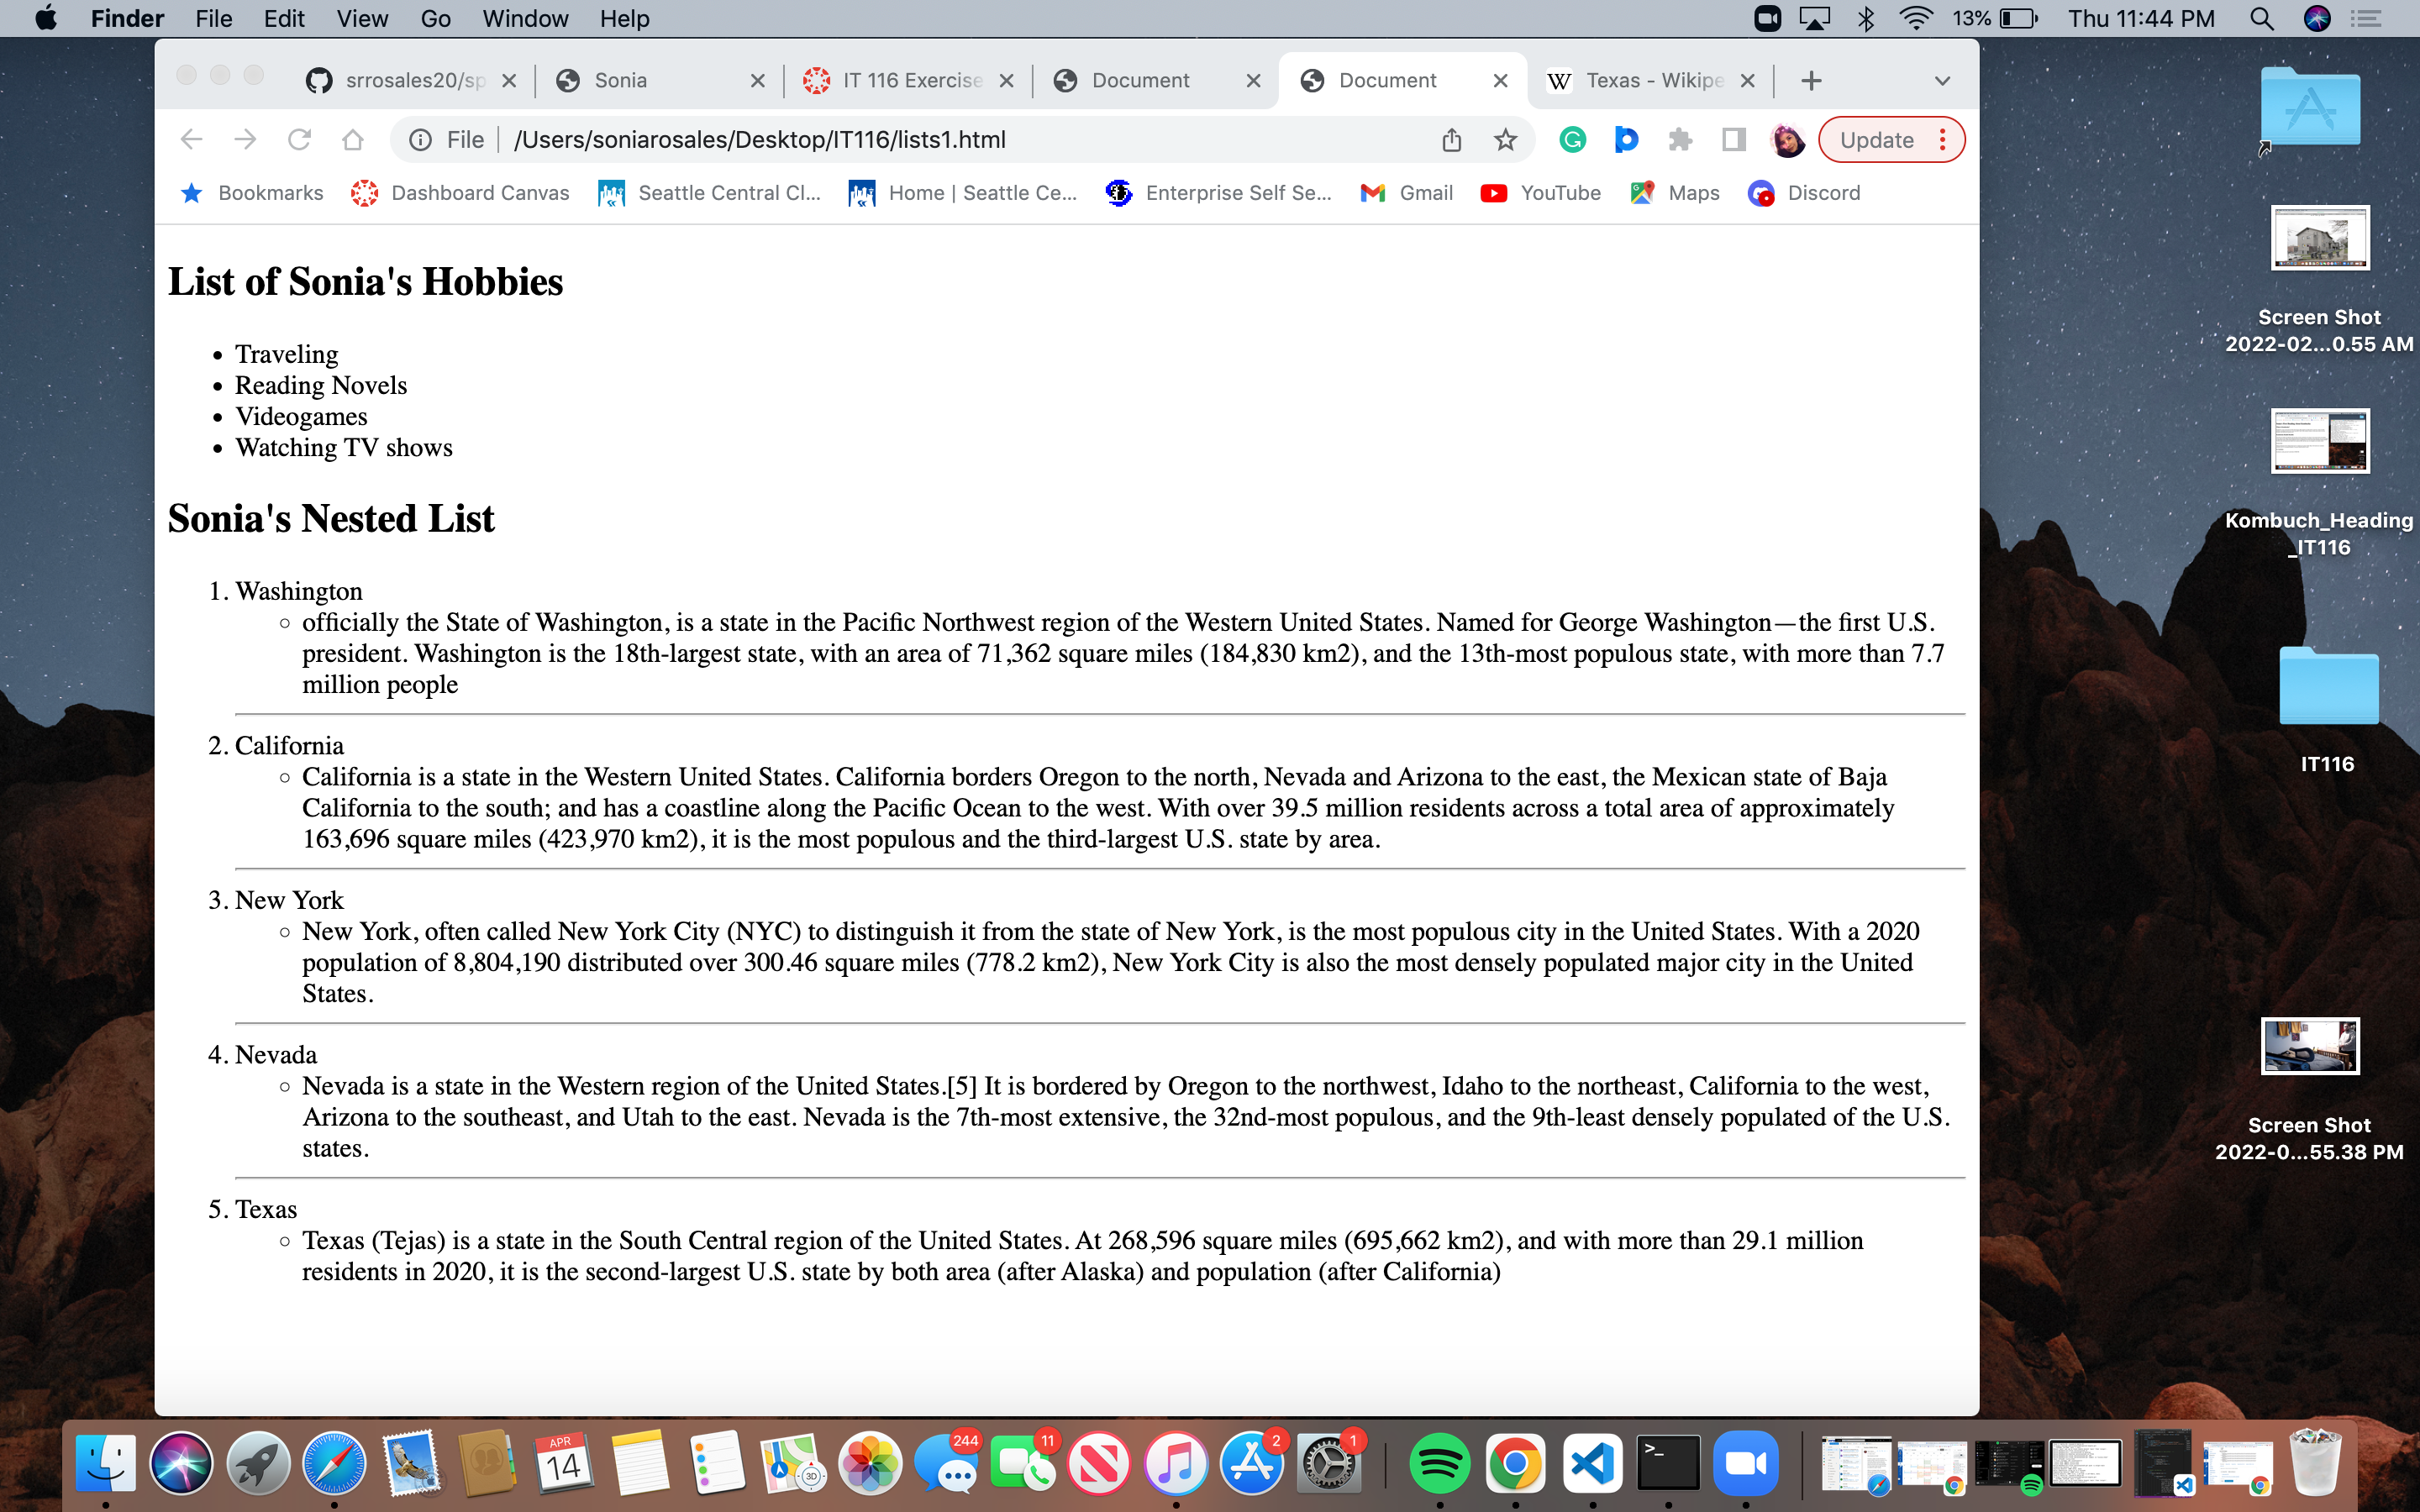 Finder File Edit View Go Window Help 13% Thu 11:44 PM
srrosales20/sp Sonia IT 116 Exercise Document Document W Texas - Wikipe
File /Users/soniarosales/Desktop/IT116/lists1.html Update
Bookmarks Dashboard Canvas Seattle Central Cl... Home | Seattle Ce... Enterprise Self Se... Gmail YouTube Maps Discord
List of Sonia's Hobbies
• Traveling
• Reading Novels
• Videogames
• Watching TV shows
Sonia's Nested List
1. Washington
◦ officially the State of Washington, is a state in the Pacific Northwest region of the Western United States. Named for George Washington—the first U.S.
president. Washington is the 18th-largest state, with an area of 71,362 square miles (184,830 km2), and the 13th-most populous state, with more than 7.7
million people
2. California
◦ California is a state in the Western United States. California borders Oregon to the north, Nevada and Arizona to the east, the Mexican state of Baja
California to the south; and has a coastline along the Pacific Ocean to the west. With over 39.5 million residents across a total area of approximately
163,696 square miles (423,970 km2), it is the most populous and the third-largest U.S. state by area.
3. New York
◦ New York, often called New York City (NYC) to distinguish it from the state of New York, is the most populous city in the United States. With a 2020
population of 8,804,190 distributed over 300.46 square miles (778.2 km2), New York City is also the most densely populated major city in the United
States.
4. Nevada
◦ Nevada is a state in the Western region of the United States.[5] It is bordered by Oregon to the northwest, Idaho to the northeast, California to the west,
Arizona to the southeast, and Utah to the east. Nevada is the 7th-most extensive, the 32nd-most populous, and the 9th-least densely populated of the U.S.
states.
5. Texas
◦ Texas (Tejas) is a state in the South Central region of the United States. At 268,596 square miles (695,662 km2), and with more than 29.1 million
residents in 2020, it is the second-largest U.S. state by both area (after Alaska) and population (after California)
Screen Shot
2022-02...0.55 AM
Kombuch_Heading
_IT116
IT116
Screen Shot
2022-0...55.38 PM
APR
14
3D
244
11
2
1
>_